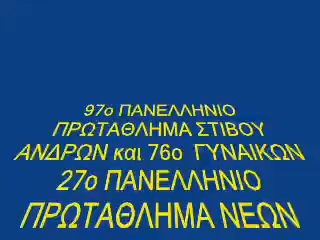 97ο ΠΑΝΕΛΛΗΝΙΟ
ΠΡΩΤΑΘΛΗΜΑ ΣΤΙΒΟΥ
ΑΝΔΡΩΝ και 76ο ΓΥΝΑΙΚΩΝ
27ο ΠΑΝΕΛΛΗΝΙΟ
ΠΡΩΤΑΘΛΗΜΑ ΝΕΩΝ